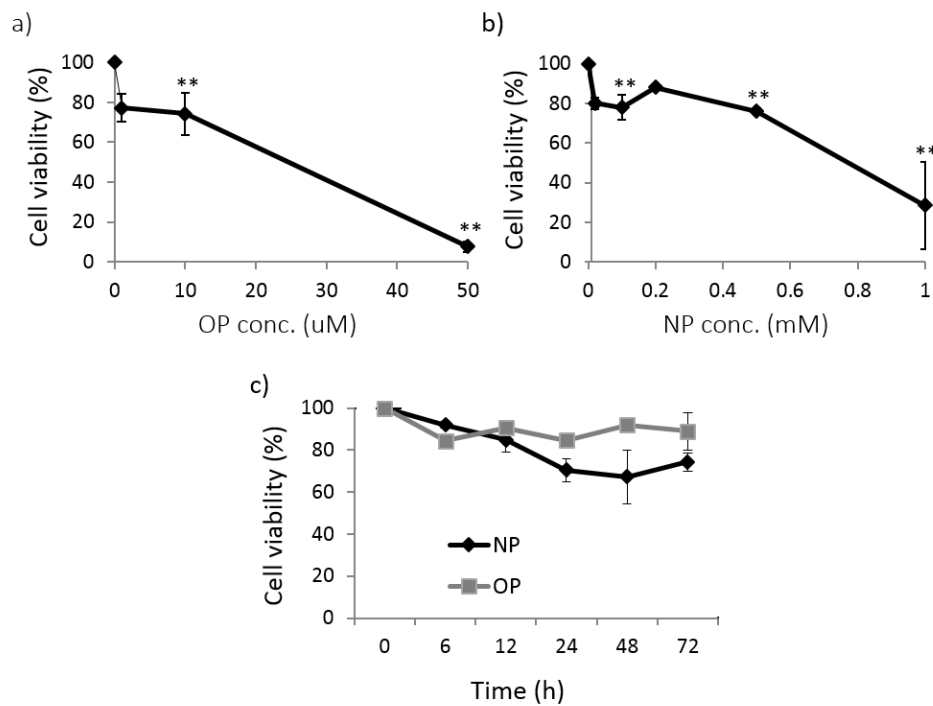 a)
Cell viability (%)
100
80
60
40
20
0
**
**
0 10 20 30 40 50
OP conc. (uM)
b)
Cell viability (%)
100
80
60
40
20
0
**
**
**
0 0.2 0.4 0.6 0.8 1
NP conc. (mM)
c)
Cell viability (%)
100
80
60
40
20
0
NP
OP
0 6 12 24 48 72
Time (h)